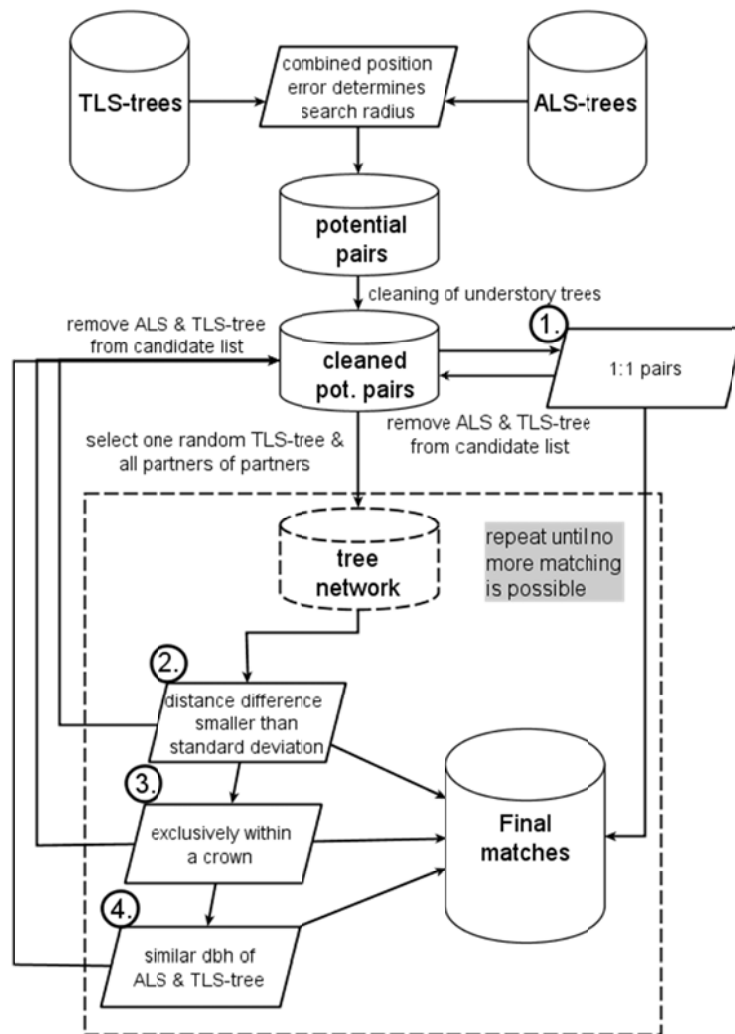 TLS-trees
combined position
error determines
search radius
ALS-trees
potential
pairs
cleaning of understory trees
remove ALS & TLS-tree
from candidate list
cleaned
pot. pairs
1.
1:1 pairs
select one random TLS-tree &
all partners of partners
remove ALS & TLS-tree
from candidate list
tree
network
repeat until no
more matching
is possible
2.
distance difference
smaller than
standard deviation
3.
exclusively within
a crown
Final
matches
4.
similar dbh of
ALS & TLS-tree